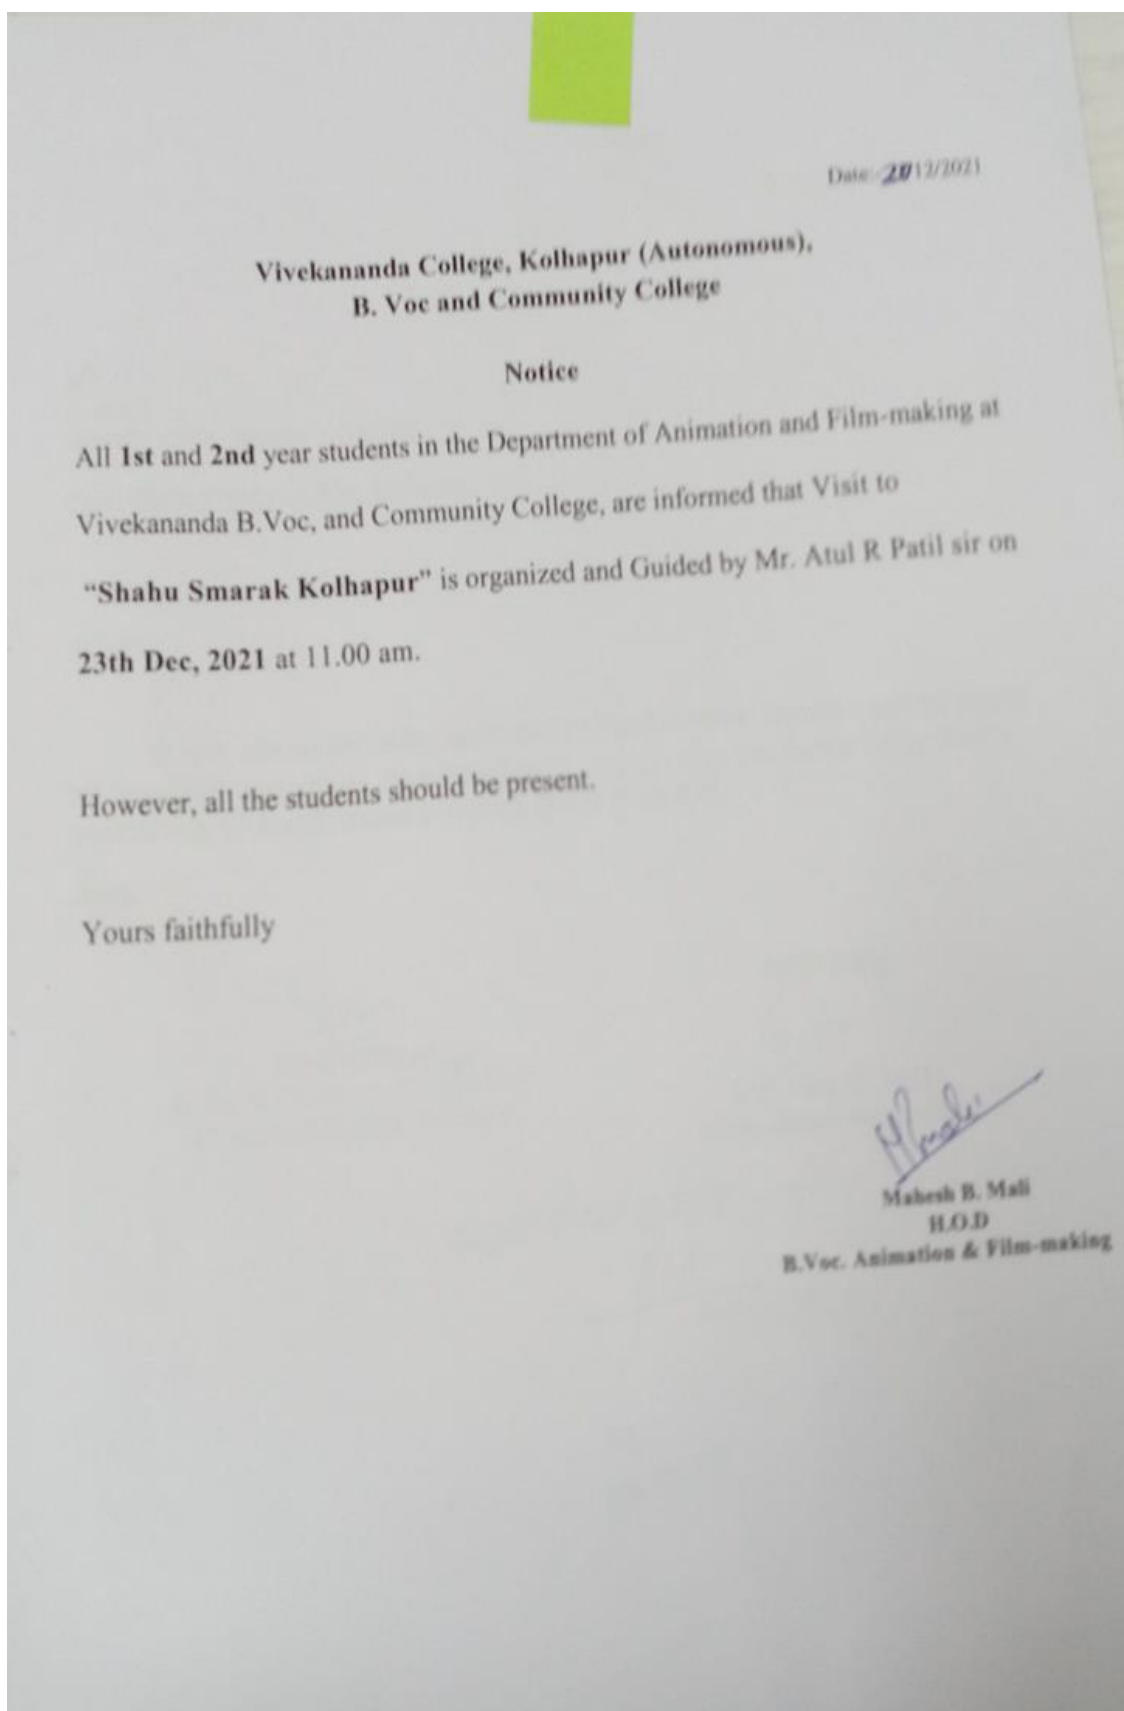 Date: 12/2021
Vivekananda College, Kolhapur (Autonomous),
B. Voc and Community College
Notice
All 1st and 2nd year students in the Department of Animation and Film-making at
Vivekananda B.Voc, and Community College, are informed that Visit to
“Shahu Smarak Kolhapur” is organized and Guided by Mr. Atul R Patil sir on
23th Dec, 2021 at 11.00 am.
However, all the students should be present.
Yours faithfully
Mahesh B. Mali
H.O.D
B.Voc. Animation & Film-making